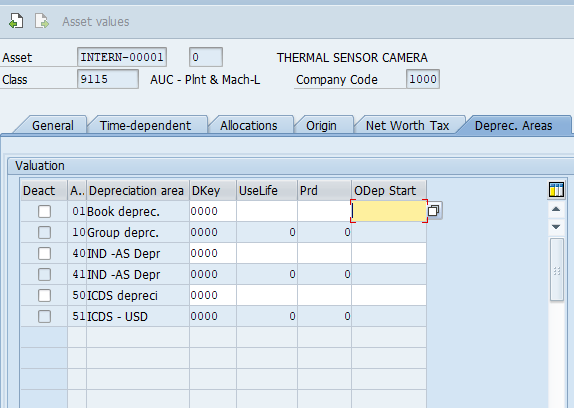 Asset values
Asset INTERN-00001 0 THERMAL SENSOR CAMERA
Class 9115 AUC - Plnt & Mach-L Company Code 1000
General Time-dependent Allocations Origin Net Worth Tax Deprec. Areas
Valuation
Deact A.. Depreciation area DKey UseLife Prd ODep Start
01 Book deprec. 0000
10 Group deprc. 0000 0 0
40 IND -AS Depr 0000
41 IND -AS Depr 0000 0 0
50 ICDS depreci 0000
51 ICDS - USD 0000 0 0